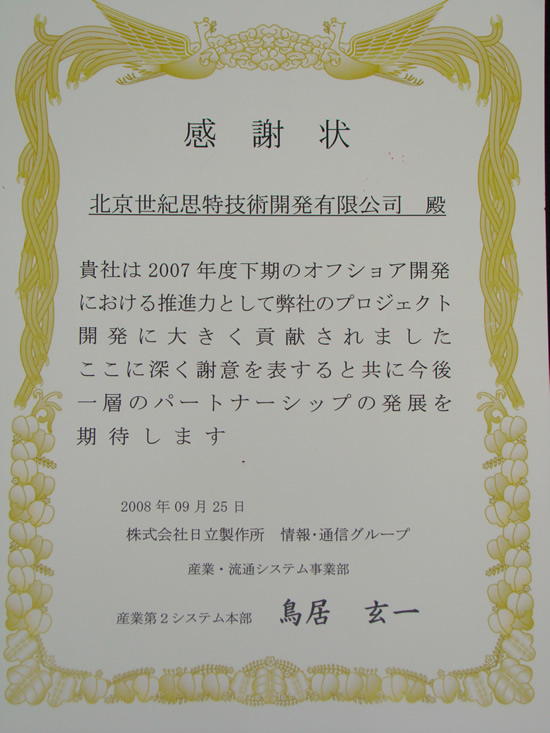 感謝状
北京世紀思特技術開発有限公司 殿
貴社は2007年度下期のオフショア開発
における推進力として弊社のプロジェクト
開発に大きく貢献されました
ここに深く謝意を表すると共に今後
一層のパートナーシップの発展を
期待します
2008年09月25日
株式会社日立製作所 情報・通信グループ
産業・流通システム事業部
産業第2システム本部 鳥居 玄一